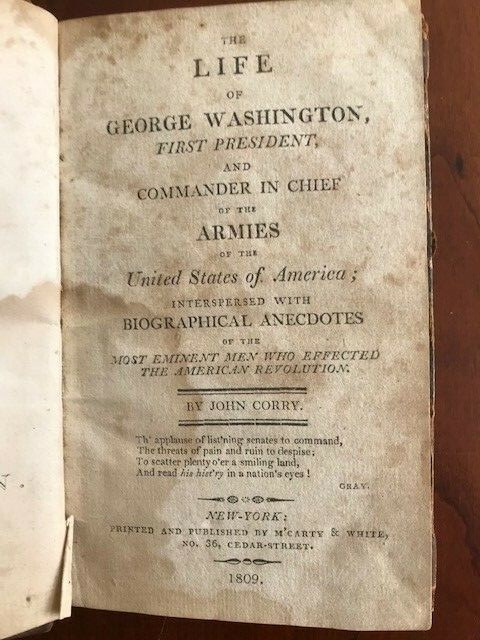 THE
LIFE
OF
GEORGE WASHINGTON,
FIRST PRESIDENT,
AND
COMMANDER IN CHIEF
OF THE
ARMIES
OF THE
United States of America;
INTERSPERSED WITH
BIOGRAPHICAL ANECDOTES
OF THE
MOST EMINENT MEN WHO EFFECTED
THE AMERICAN REVOLUTION.
BY JOHN CORRY.
Th' applause of list'ning senates to command,
The threats of pain and ruin to despise;
To scatter plenty o'er a smiling land,
And read his hist'ry in a nation's eyes!
GRAY.
NEW-YORK:
PRINTED AND PUBLISHED BY M'CARTY & WHITE,
NO. 36, CEDAR-STREET.
1809.